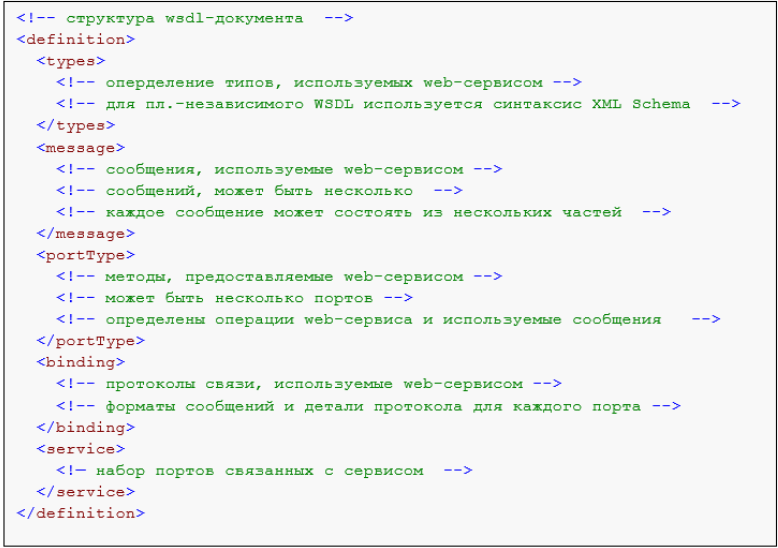 <!-- структура wsdl-документа  -->
<definition>
<types>
<!-- оперделение типов, используемых web-сервисом -->
<!-- для пл.-независимого WSDL используется синтаксис XML Schema  -->
</types>
<message>
<!-- сообщения, используемые web-сервисом -->
<!-- сообщений, может быть несколько  -->
<!-- каждое сообщение может состоять из нескольких частей  -->
</message>
<portType>
<!-- методы, предоставляемые web-сервисом -->
<!-- может быть несколько портов -->
<!-- определены операции web-сервиса и используемые сообщения   -->
</portType>
<binding>
<!-- протоколы связи, используемые web-сервисом -->
<!-- форматы сообщений и детали протокола для каждого порта -->
</binding>
<service>
<!— набор портов связанных с сервисом  -->
</service>
</definition>